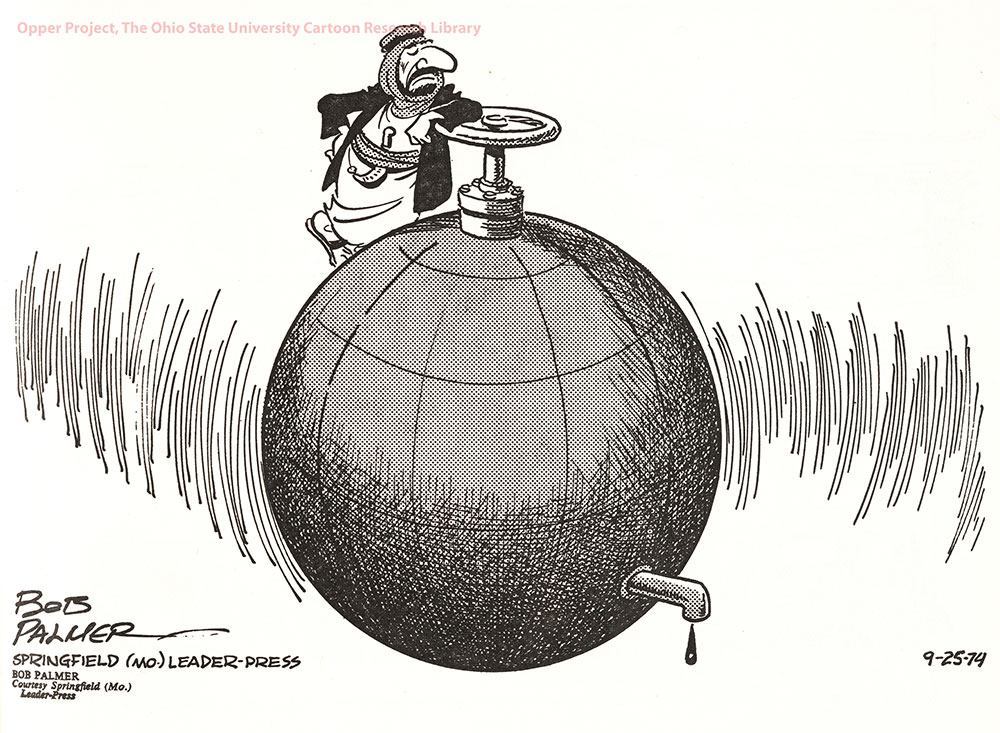 Opper Project, The Ohio State University Cartoon Research Library
BOB
PALMER
SPRINGFIELD (MO.) LEADER-PRESS
BOB PALMER
Courtesy Springfield (Mo.)
Leader-Press
9-25-74